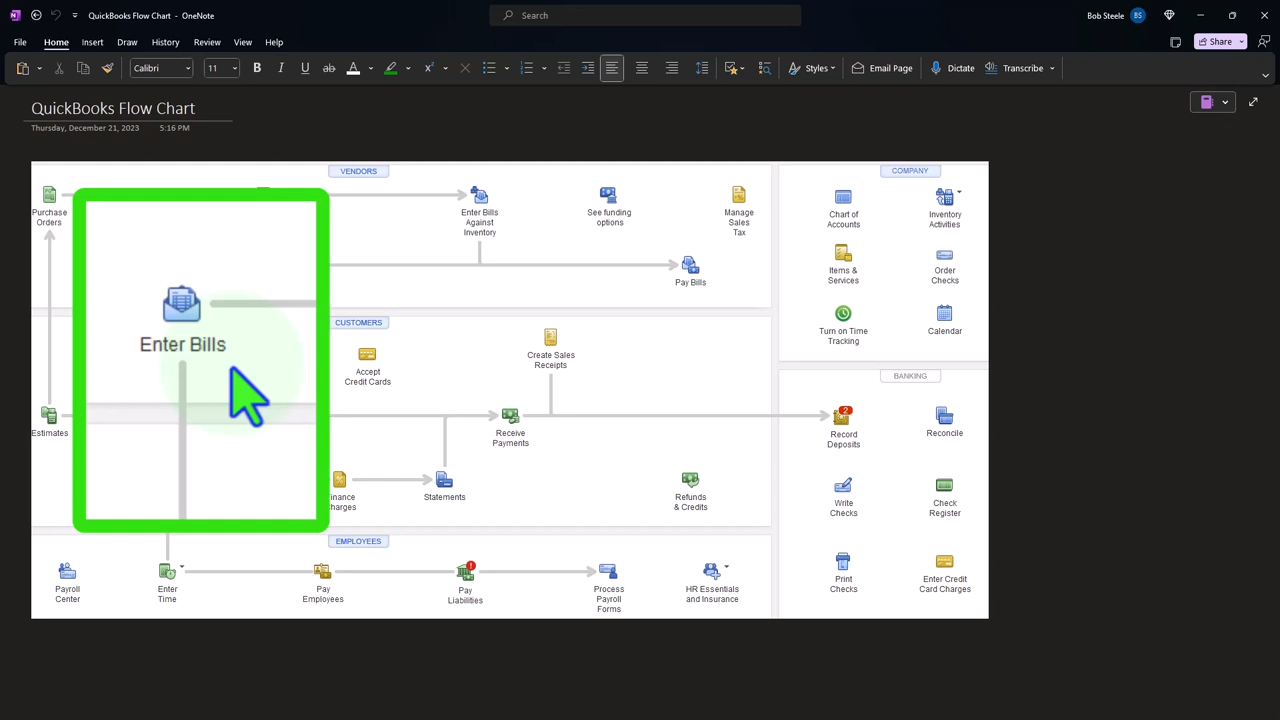 QuickBooks Flow Chart - OneNote
Search
Bob Steele
BS
File Home Insert Draw History Review View Help
Share
Calibri
11
B I U ab A
Email Page
Dictate
Transcribe
Styles
QuickBooks Flow Chart
Thursday, December 21, 2023 5:16 PM
VENDORS
Purchase
Orders
Enter Bills
Against
Inventory
See funding
options
Manage
Sales
Tax
Pay Bills
Enter Bills
CUSTOMERS
Accept
Credit Cards
Create Sales
Receipts
Estimates
Receive
Payments
Statements
Refunds
& Credits
EMPLOYEES
Payroll
Center
Enter
Time
Pay
Employees
Pay
Liabilities
Process
Payroll
Forms
HR Essentials
and Insurance
COMPANY
Chart of
Accounts
Inventory
Activities
Items &
Services
Order
Checks
Turn on Time
Tracking
Calendar
BANKING
2
Record
Deposits
Reconcile
Write
Checks
Check
Register
Print
Checks
Enter Credit
Card Charges